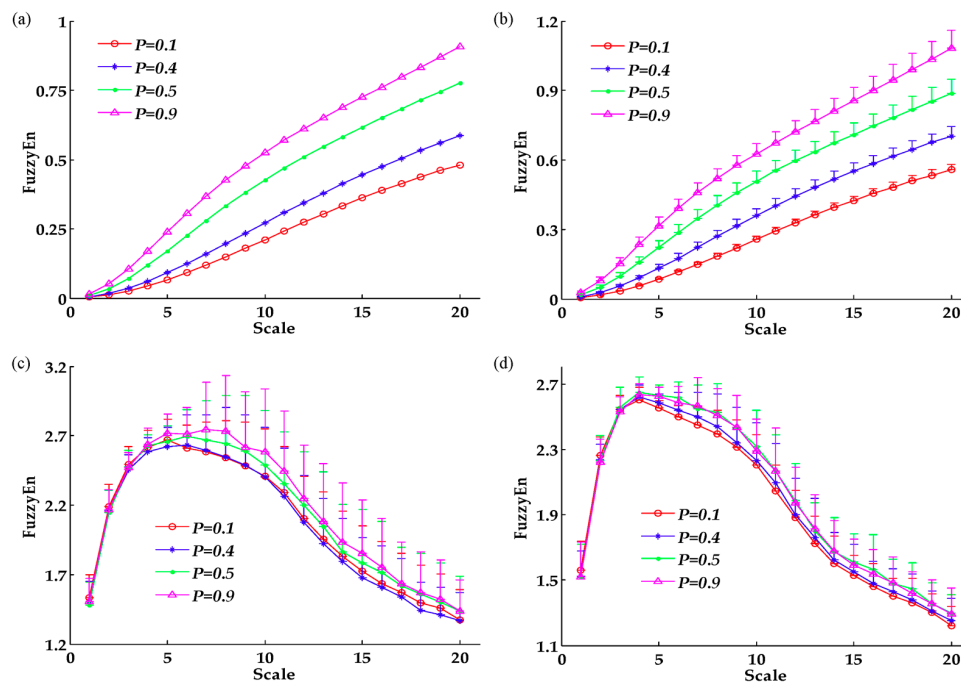 (a)
1
0.75
0.5
0.25
0
FuzzyEn
P=0.1
P=0.4
P=0.5
P=0.9
0 5 10 15 20
Scale
(b)
1.2
0.9
0.6
0.3
0
FuzzyEn
P=0.1
P=0.4
P=0.5
P=0.9
0 5 10 15 20
Scale
(c)
3.2
2.7
2.2
1.7
1.2
FuzzyEn
P=0.1
P=0.4
P=0.5
P=0.9
0 5 10 15 20
Scale
(d)
2.7
2.3
1.9
1.5
1.1
FuzzyEn
P=0.1
P=0.4
P=0.5
P=0.9
0 5 10 15 20
Scale